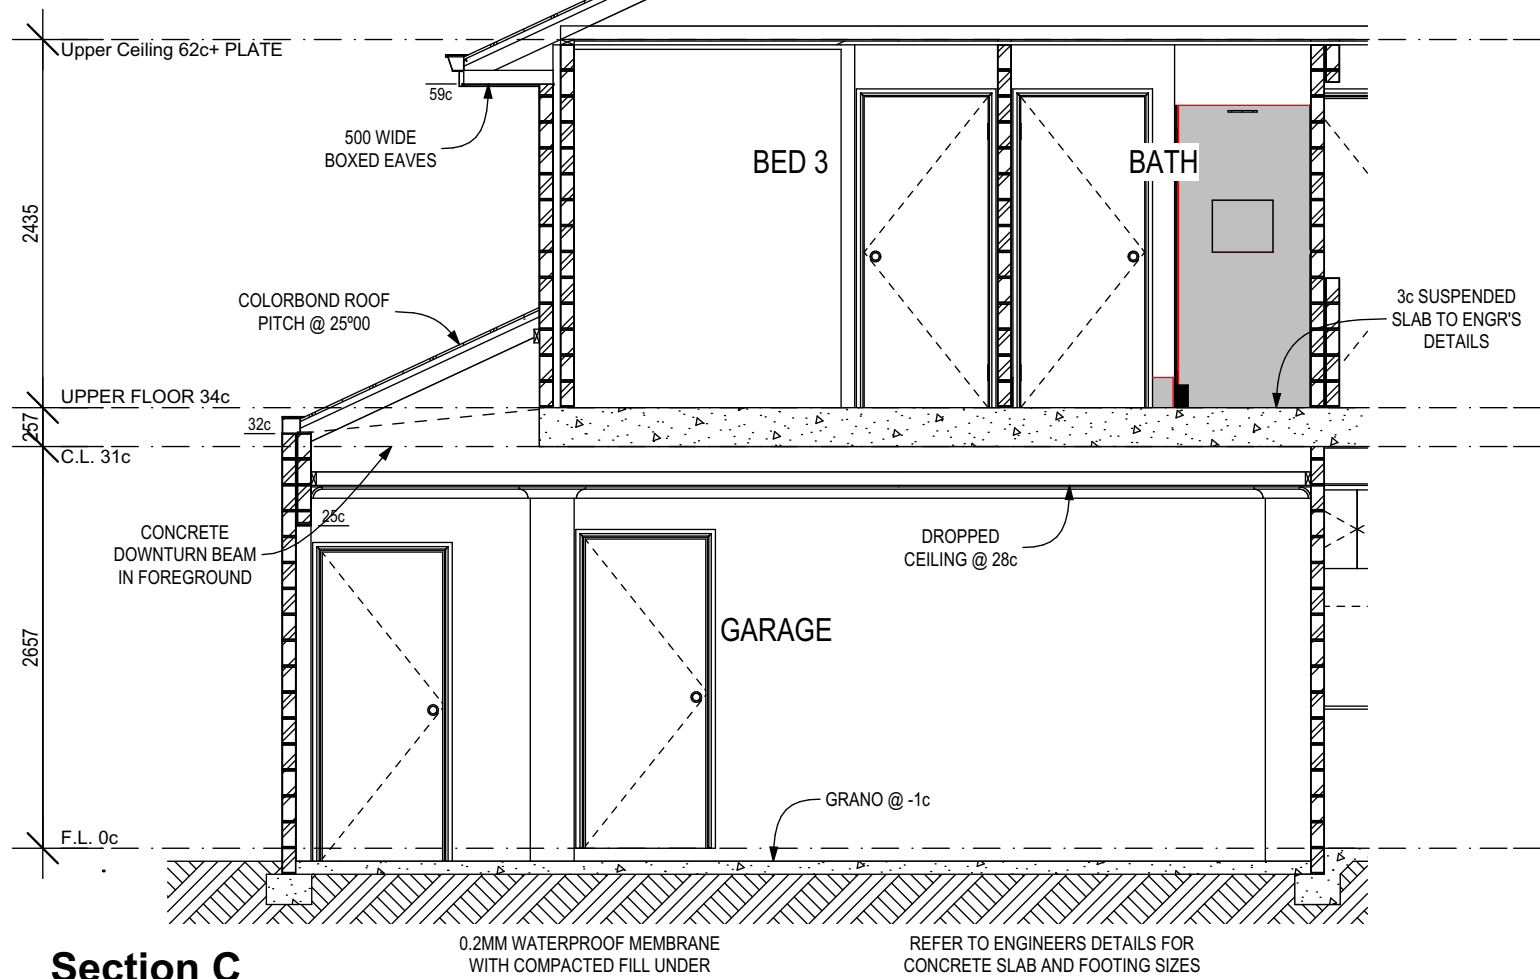 Upper Ceiling 62c+ PLATE
59c
500 WIDE
BOXED EAVES
BED 3
BATH
2435
COLORBOND ROOF
PITCH @ 25º00
3c SUSPENDED
SLAB TO ENGR'S
DETAILS
UPPER FLOOR 34c
257
32c
C.L. 31c
25c
CONCRETE
DOWNTURN BEAM
IN FOREGROUND
DROPPED
CEILING @ 28c
GARAGE
2657
GRANO @ -1c
F.L. 0c
0.2MM WATERPROOF MEMBRANE
WITH COMPACTED FILL UNDER
REFER TO ENGINEERS DETAILS FOR
CONCRETE SLAB AND FOOTING SIZES
Section C